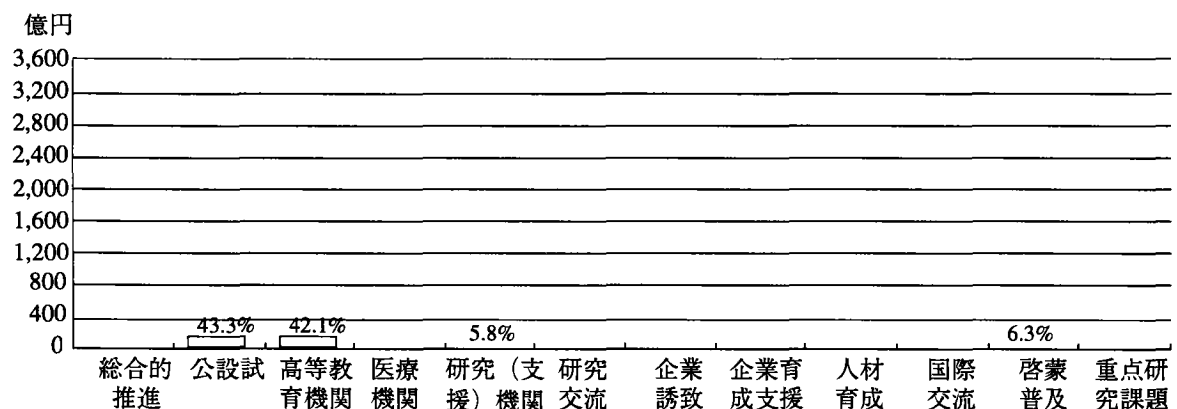 億円
3,600
3,200
2,800
2,400
2,000
1,600
1,200
800
400
0
43.3% 42.1% 5.8% 6.3%
総合的 公設試 高等教 医療 研究（支 研究 企業 企業育 人材 国際 啓蒙 重点研
推進 育機関 機関 援）機関 交流 誘致 成支援 育成 交流 普及 究課題